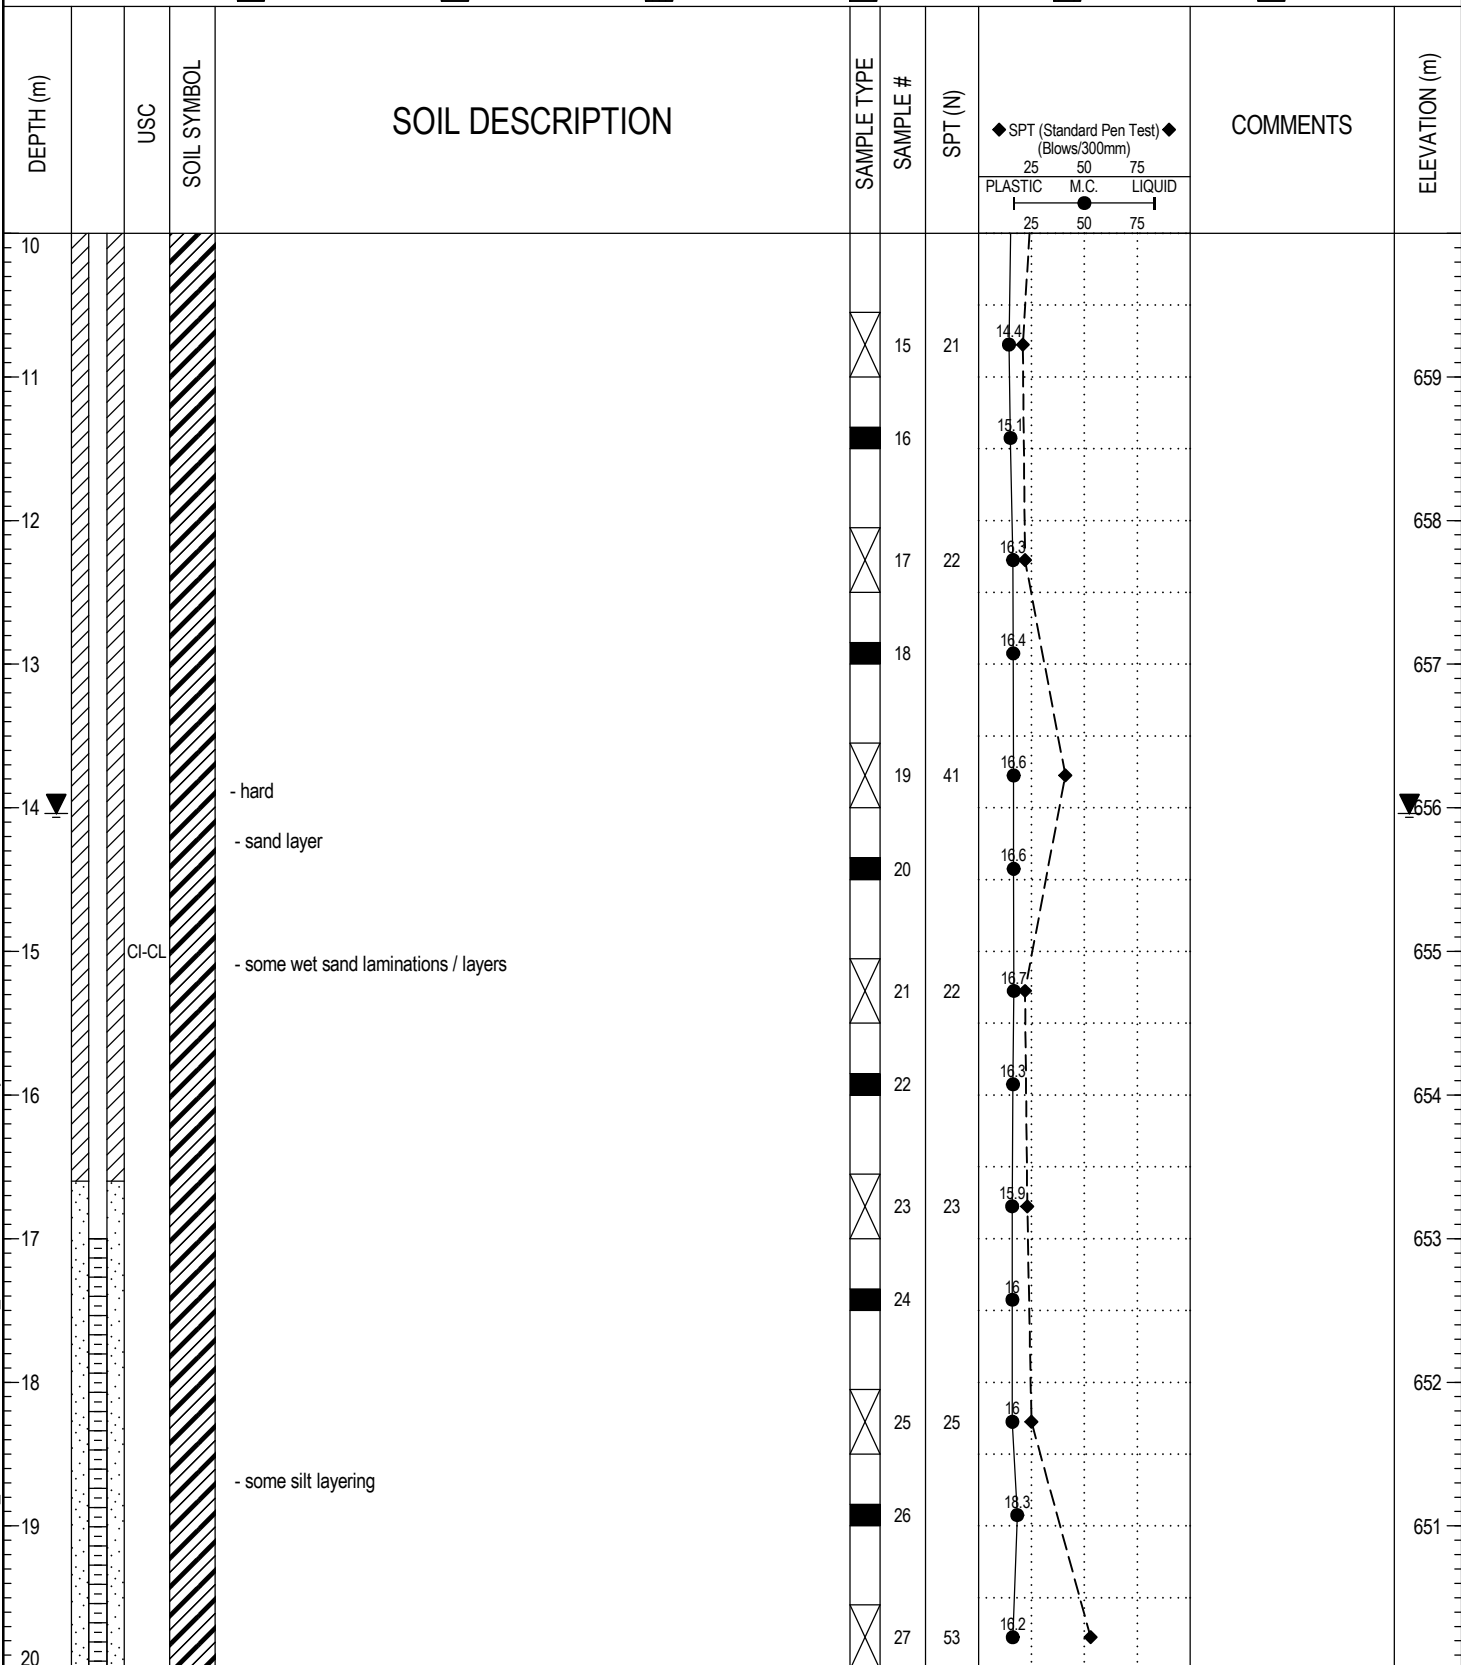 DEPTH (m)
USC
SOIL SYMBOL
SOIL DESCRIPTION
SAMPLE TYPE
SAMPLE #
SPT (N)
◆ SPT (Standard Pen Test) ◆
(Blows/300mm)
25 50 75
PLASTIC M.C. LIQUID
25 50 75
COMMENTS
ELEVATION (m)
10
15 21 14.4
11 659
16 15.1
12 658
17 22 16.3
18 16.4
13 657
19 41 16.6
- hard
14 656
- sand layer
20 16.6
15 CI-CL 655
- some wet sand laminations / layers
21 22 16.7
22 16.3
16 654
23 23 15.9
17 653
24 16
18 652
25 25 16
- some silt layering
26 18.3
19 651
27 53 16.2
20